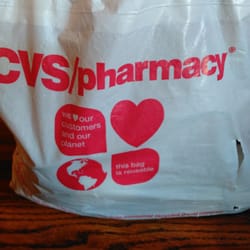 CVS/pharmacy®
we ♥ our
customers
and our
planet
this bag
is reusable